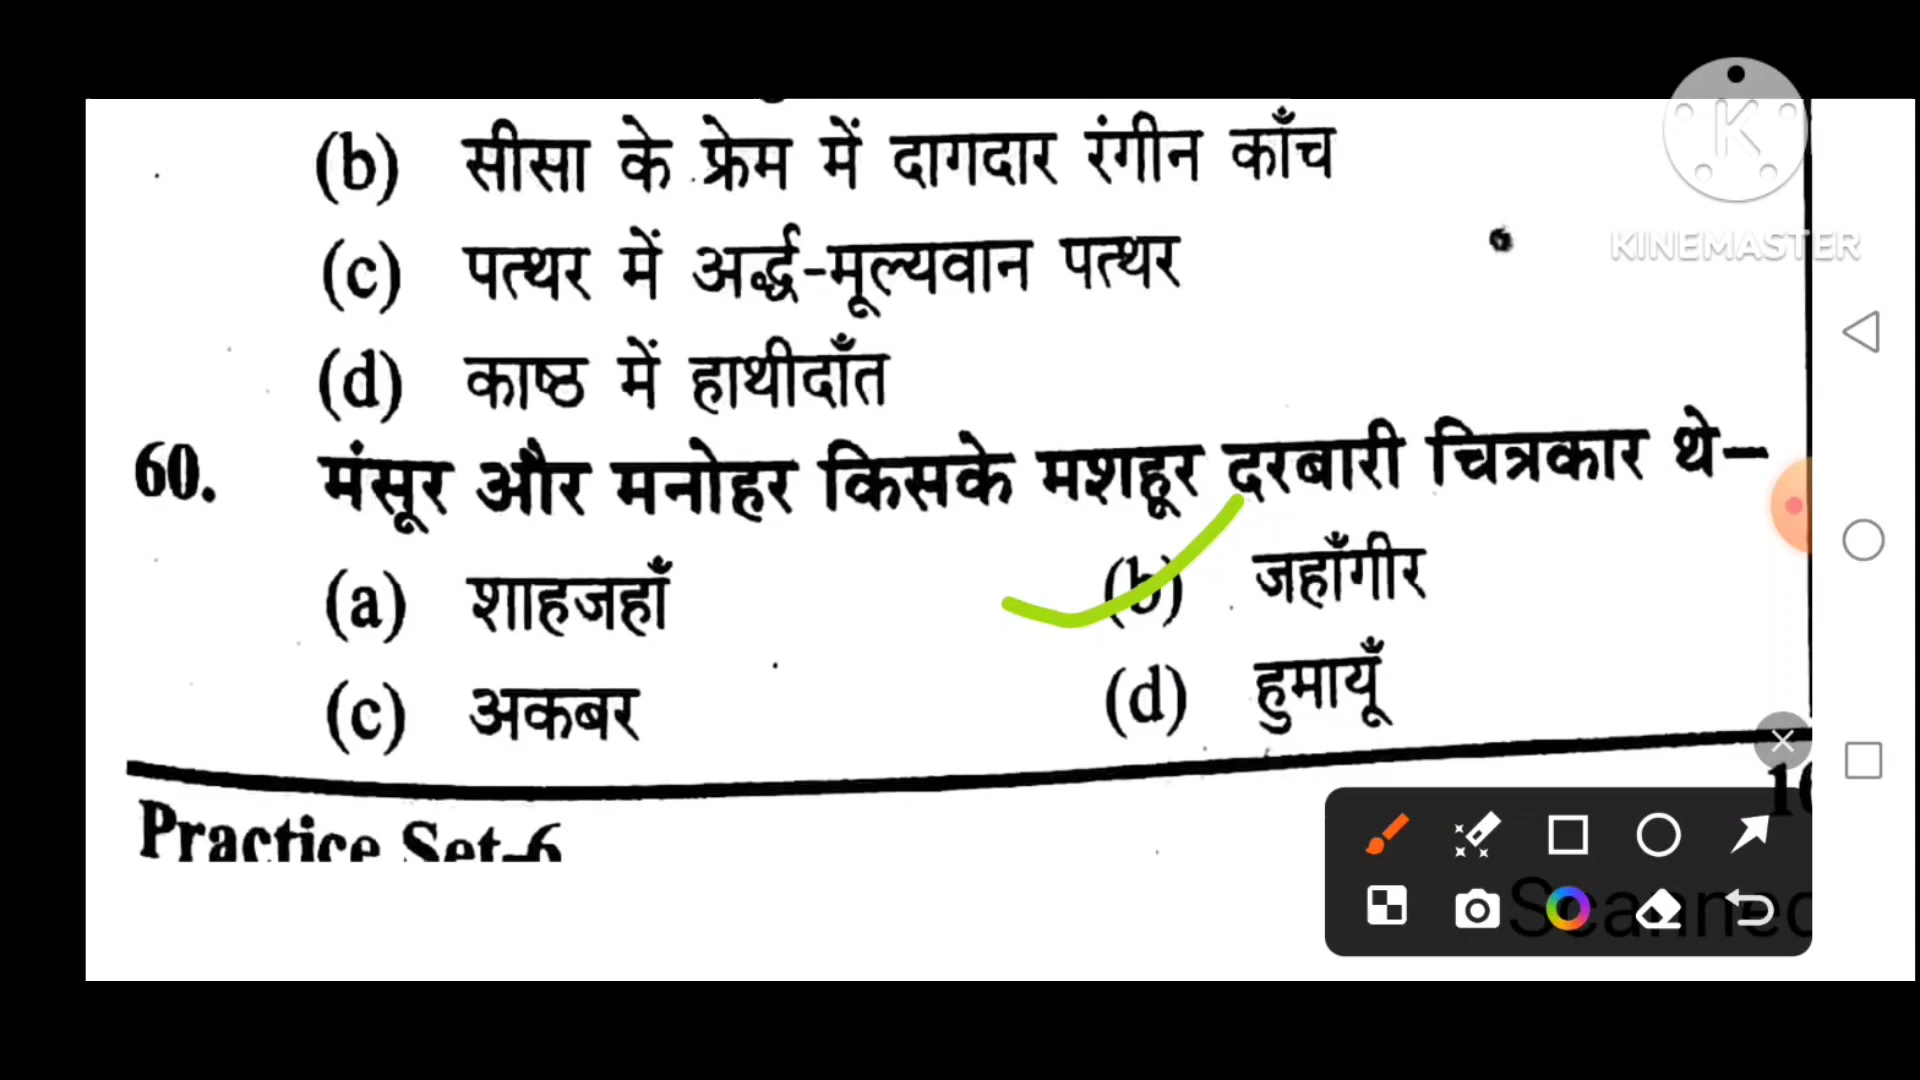 (b) सीसा के फ्रेम में दागदार रंगीन काँच
(c) पत्थर में अर्द्ध-मूल्यवान पत्थर
(d) काष्ठ में हाथीदाँत
60. मंसूर और मनोहर किसके मशहूर दरबारी चित्रकार थे-
(a) शाहजहाँ (b) जहाँगीर
(c) अकबर (d) हुमायूँ
Practice Set-6
Scanned
K
KINEMASTER